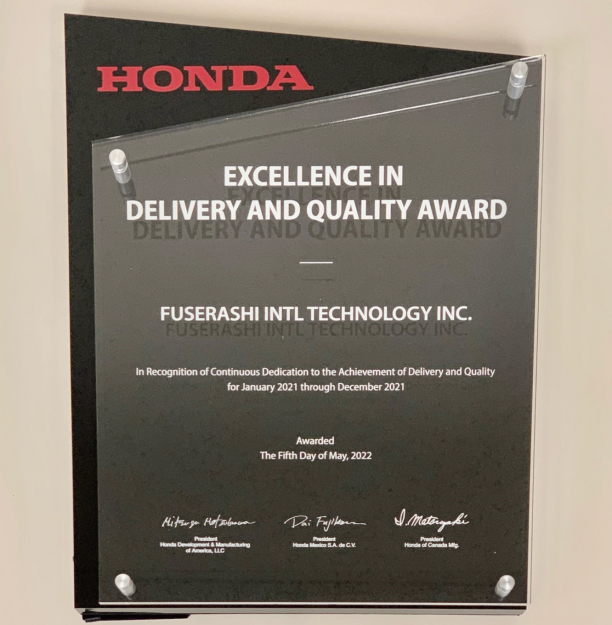 HONDA
EXCELLENCE IN
DELIVERY AND QUALITY AWARD
FUSERASHI INTL TECHNOLOGY INC.
In Recognition of Continuous Dedication to the Achievement of Delivery and Quality
for January 2021 through December 2021
Awarded
The Fifth Day of May, 2022
President
Honda Development & Manufacturing
of America, LLC
President
Honda Mexico S.A. de C.V.
President
Honda of Canada Mfg.